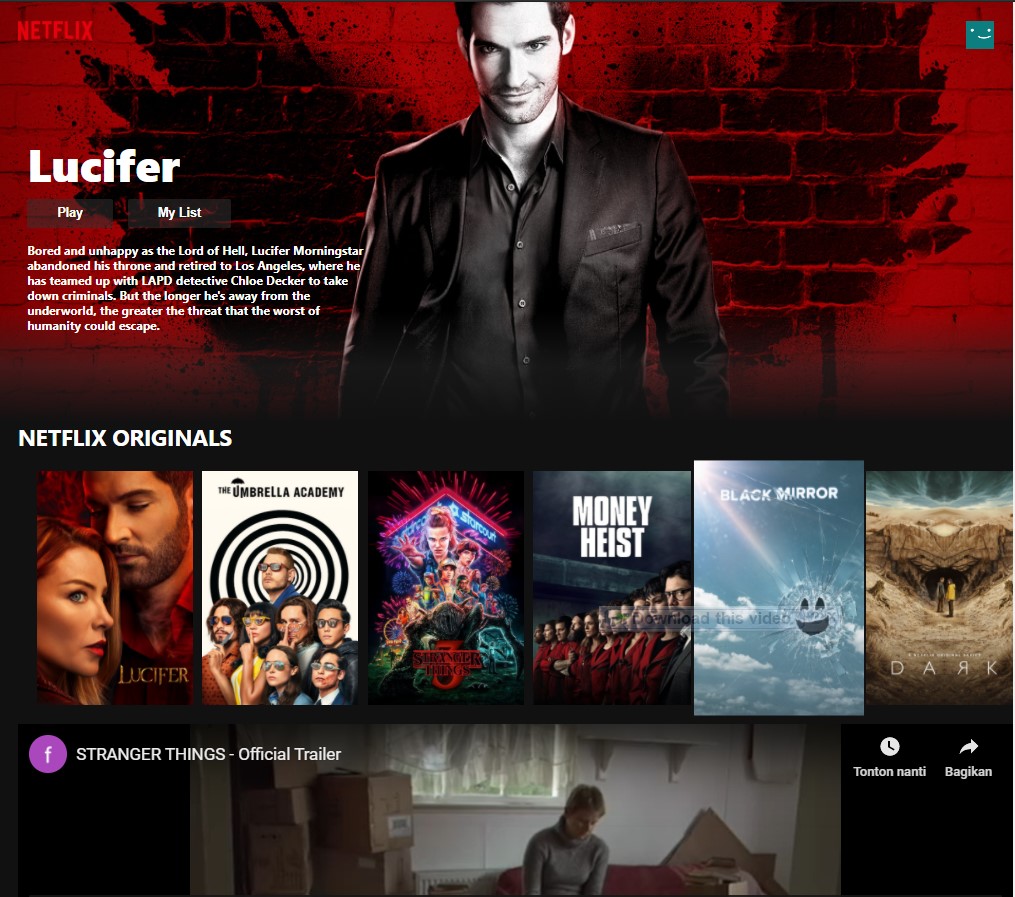 NETFLIX
Lucifer
Play
My List
Bored and unhappy as the Lord of Hell, Lucifer Morningstar
abandoned his throne and retired to Los Angeles, where he
has teamed up with LAPD detective Chloe Decker to take
down criminals. But the longer he's away from the
underworld, the greater the threat that the worst of
humanity could escape.
NETFLIX ORIGINALS
LUCIFER
THE UMBRELLA ACADEMY
starcourt
STRANGER
THINGS
3
MONEY
HEIST
BLACK MIRROR
Download this video
A NETFLIX ORIGINAL SERIES
DARK
f
STRANGER THINGS - Official Trailer
Tonton nanti
Bagikan